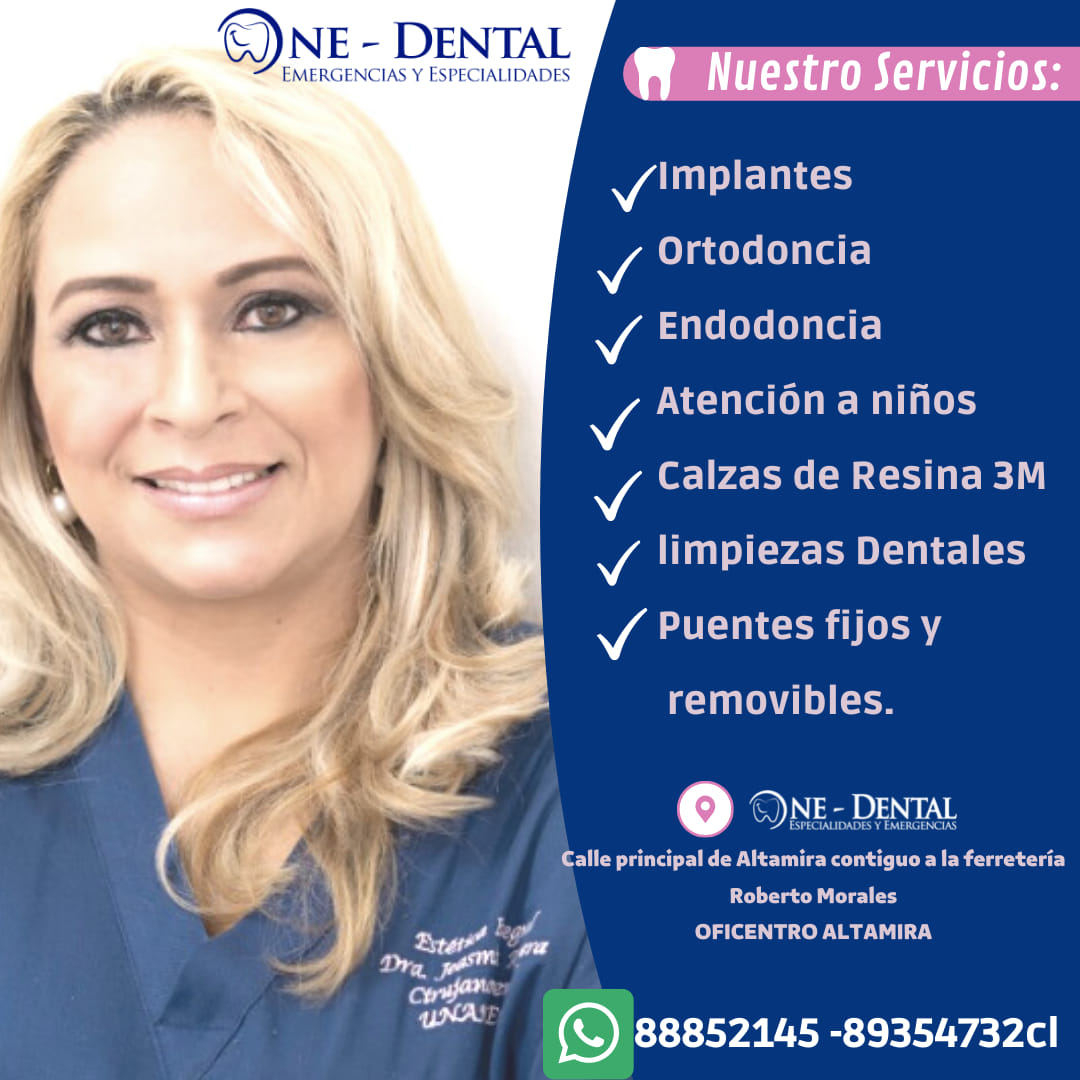 ONE - DENTAL
EMERGENCIAS Y ESPECIALIDADES
Nuestro Servicios:
Implantes
Ortodoncia
Endodoncia
Atención a niños
Calzas de Resina 3M
limpiezas Dentales
Puentes fijos y
removibles.
ONE - DENTAL
ESPECIALIDADES Y EMERGENCIAS
Calle principal de Altamira contiguo a la ferretería
Roberto Morales
OFICENTRO ALTAMIRA
Estética
Dra.
88852145 -89354732cl